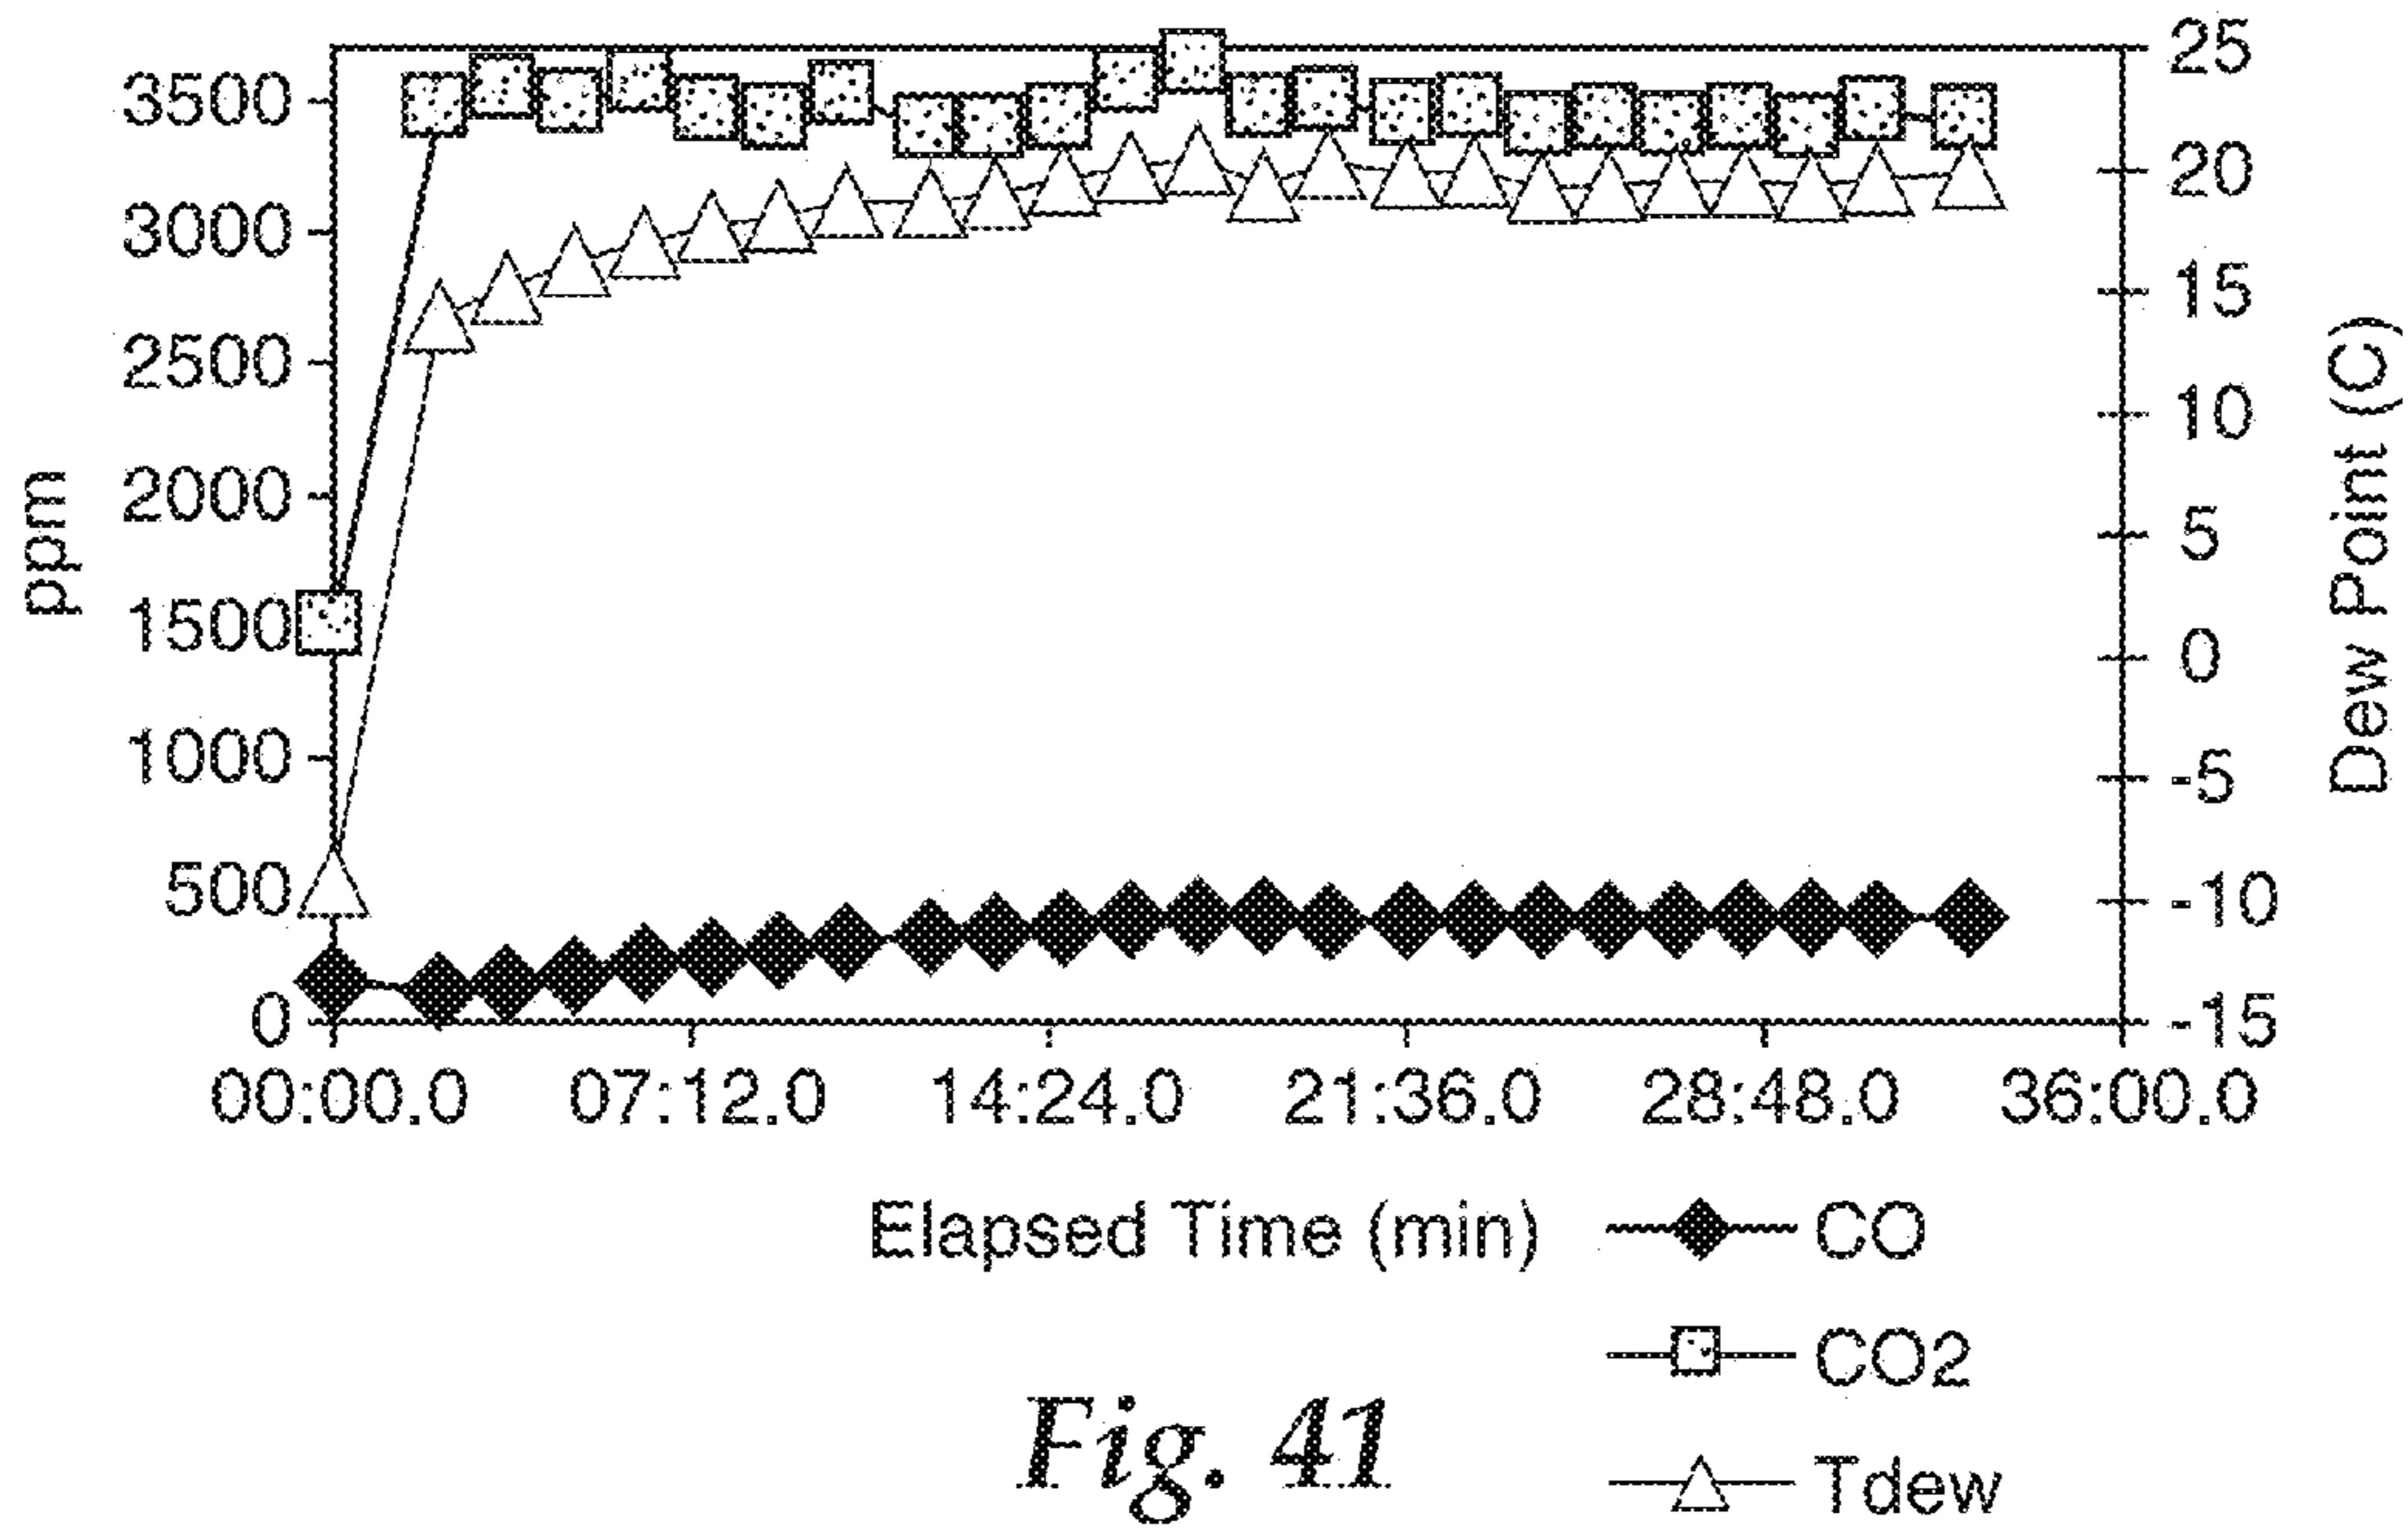 25
3500
20
3000
15
2500
10
2000
5
1500
0
1000
-5
500
-10
0
-15
ppm
Dew Point (C)
00:00.0 07:12.0 14:24.0 21:36.0 28:48.0 36:00.0
Elapsed Time (min)
CO
CO2
Tdew
Fig. 41